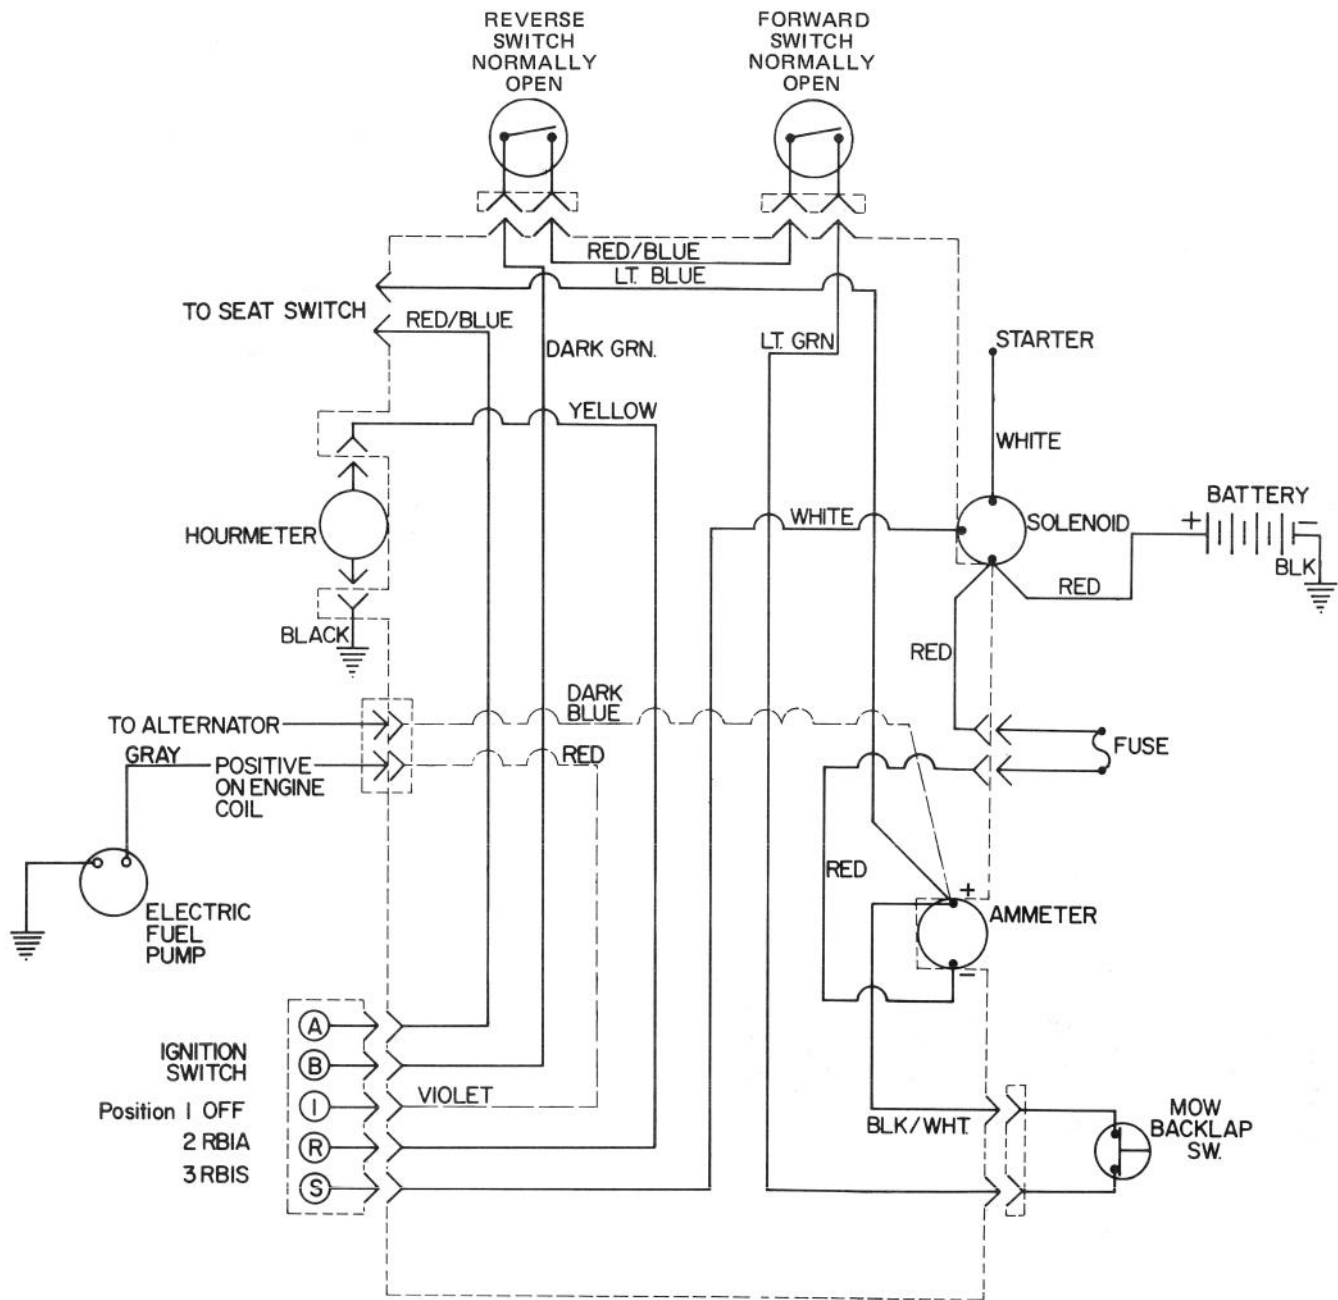 REVERSE
SWITCH
NORMALLY
OPEN
FORWARD
SWITCH
NORMALLY
OPEN
RED/BLUE
LT. BLUE
TO SEAT SWITCH
RED/BLUE
DARK GRN.
LT. GRN
STARTER
YELLOW
WHITE
BATTERY
+
−
HOURMETER
WHITE
SOLENOID
BLK
RED
BLACK
RED
DARK
BLUE
TO ALTERNATOR
GRAY
POSITIVE
ON ENGINE
COIL
RED
FUSE
RED
+
AMMETER
−
ELECTRIC
FUEL
PUMP
A
IGNITION
SWITCH
B
Position 1 OFF
I
VIOLET
2 RBIA
R
3 RBIS
S
BLK/WHT.
MOW
BACKLAP
SW.